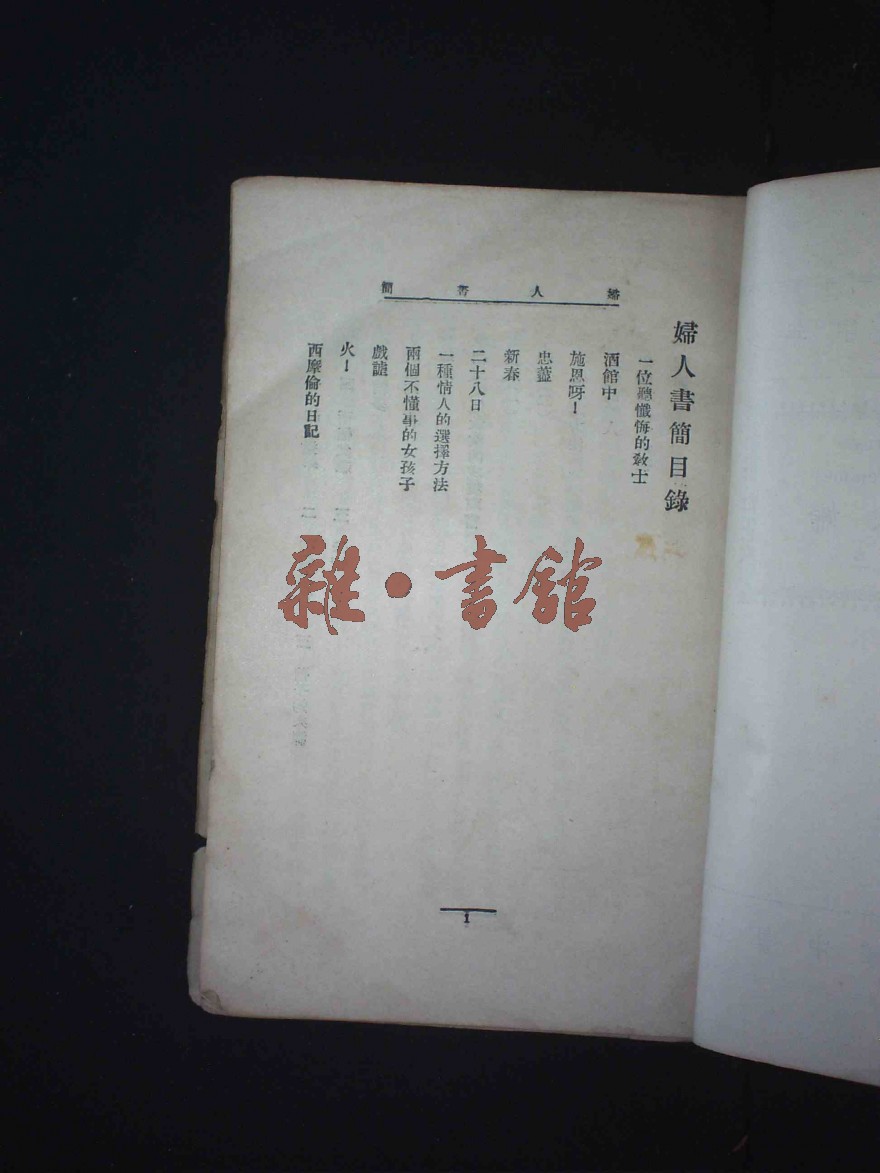 婦人書簡
婦人書簡目錄
一位聽懺悔的敎士
酒館中
施恩呀！
忠藎
新春
二十八日
一種情人的選擇方法
兩個不懂事的女孩子
戲謔
火！
西摩倫的日記
雜·書館
1